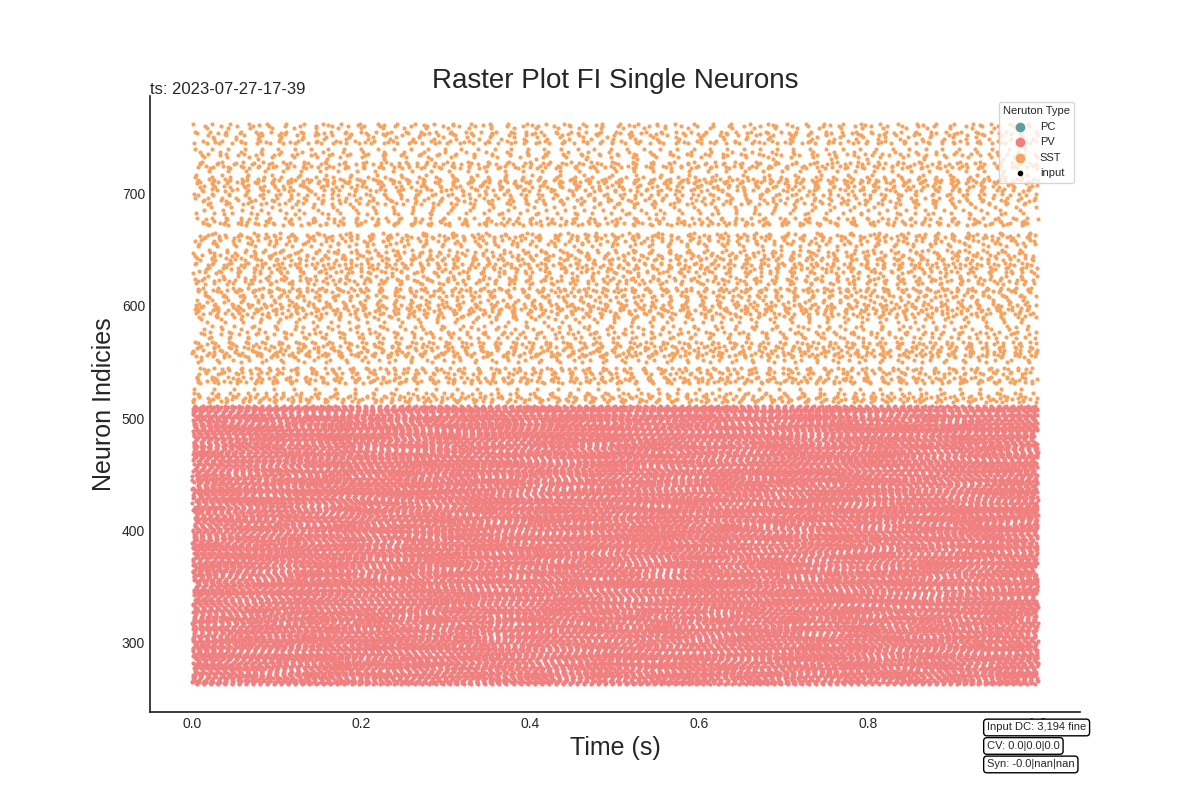 Raster Plot FI Single Neurons
ts: 2023-07-27-17-39
Neruton Type
PC
PV
SST
input
Neuron Indicies
700
600
500
400
300
0.0
0.2
0.4
0.6
0.8
Time (s)
Input DC: 3,194 fine
CV: 0.0|0.0|0.0
Syn: -0.0|nan|nan